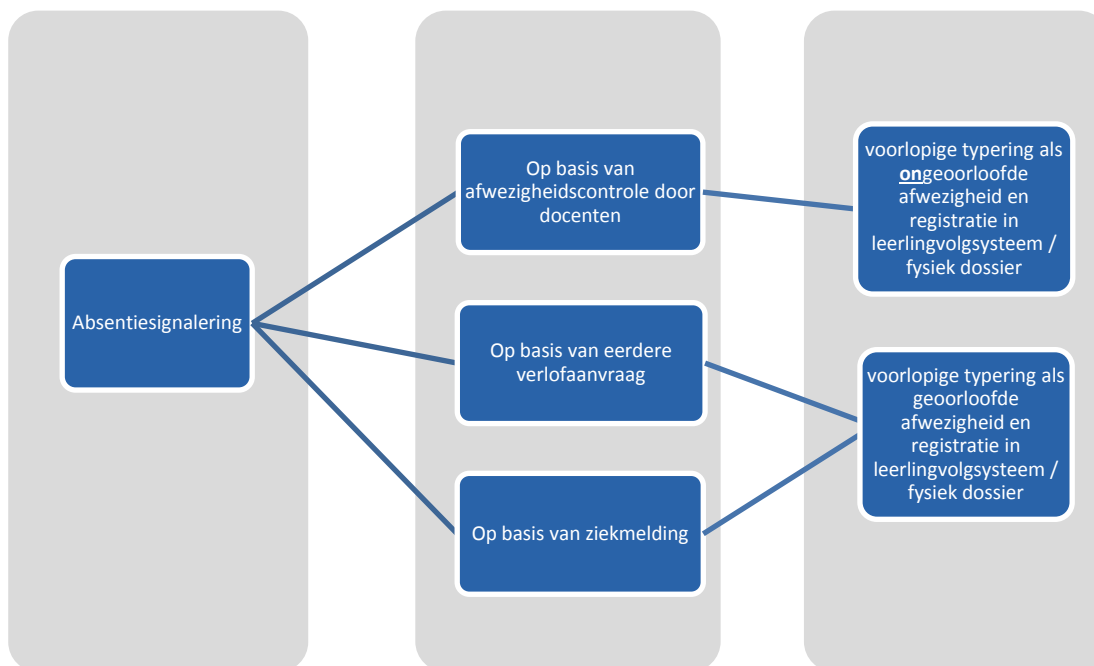 Absentiesignalering
Op basis van
afwezigheidscontrole door
docenten
Op basis van eerdere
verlofaanvraag
Op basis van ziekmelding
voorlopige typering als
ongeoorloofde
afwezigheid en
registratie in
leerlingvolgsysteem /
fysiek dossier
voorlopige typering als
geoorloofde
afwezigheid en
registratie in
leerlingvolgsysteem /
fysiek dossier